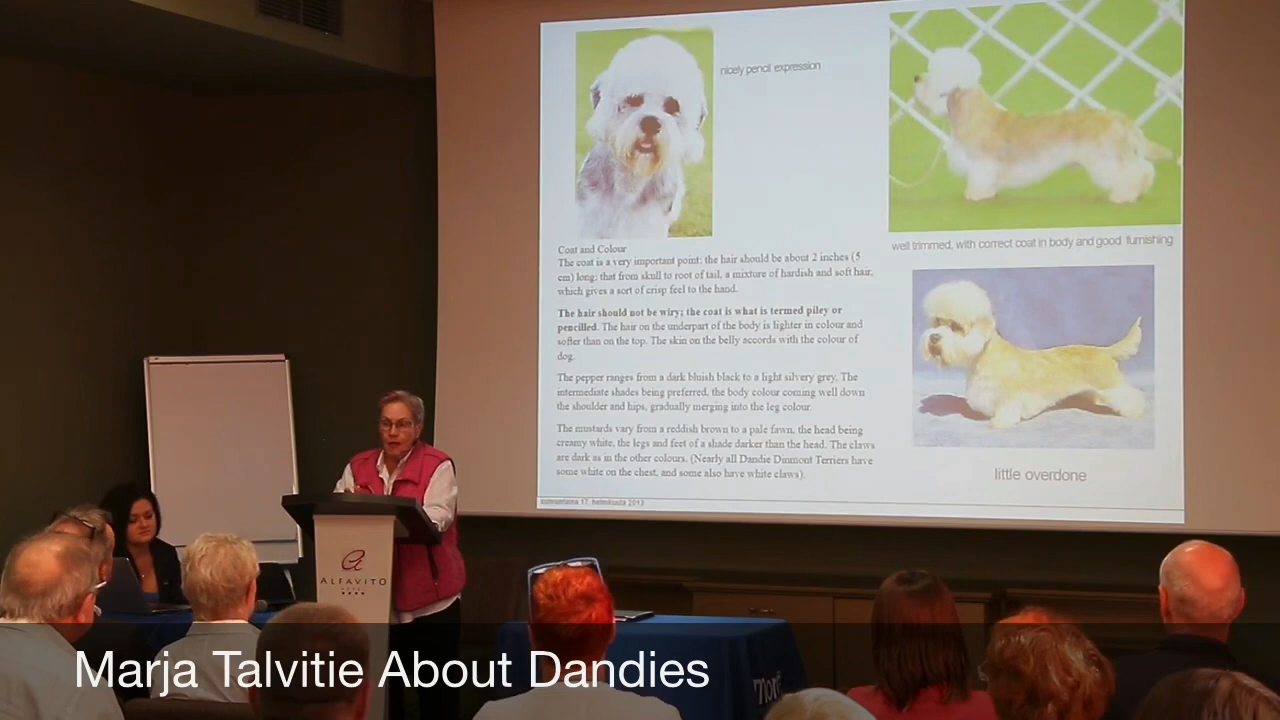 nicely pencil expression
well trimmed, with correct coat in body and good furnishing
Coat and Colour
The coat is a very important point; the hair should be about 2 inches (5
cm) long; that from skull to root of tail, a mixture of hardish and soft hair,
which gives a sort of crisp feel to the hand.
The hair should not be wiry; the coat is what is termed piley or
pencilled. The hair on the underpart of the body is lighter in colour and
softer than on the top. The skin on the belly accords with the colour of
dog.
The pepper ranges from a dark bluish black to a light silvery grey. The
intermediate shades being preferred, the body colour coming well down
the shoulder and hips, gradually merging into the leg colour.
The mustards vary from a reddish brown to a pale fawn, the head being
creamy white, the legs and feet of a shade darker than the head. The claws
are dark as in the other colours. (Nearly all Dandie Dinmont Terriers have
some white on the chest, and some also have white claws).
little overdone
sunnuntaina 17. helmikuuta 2013
ALFAVITO
HOTEL
Marja Talvitie About Dandies